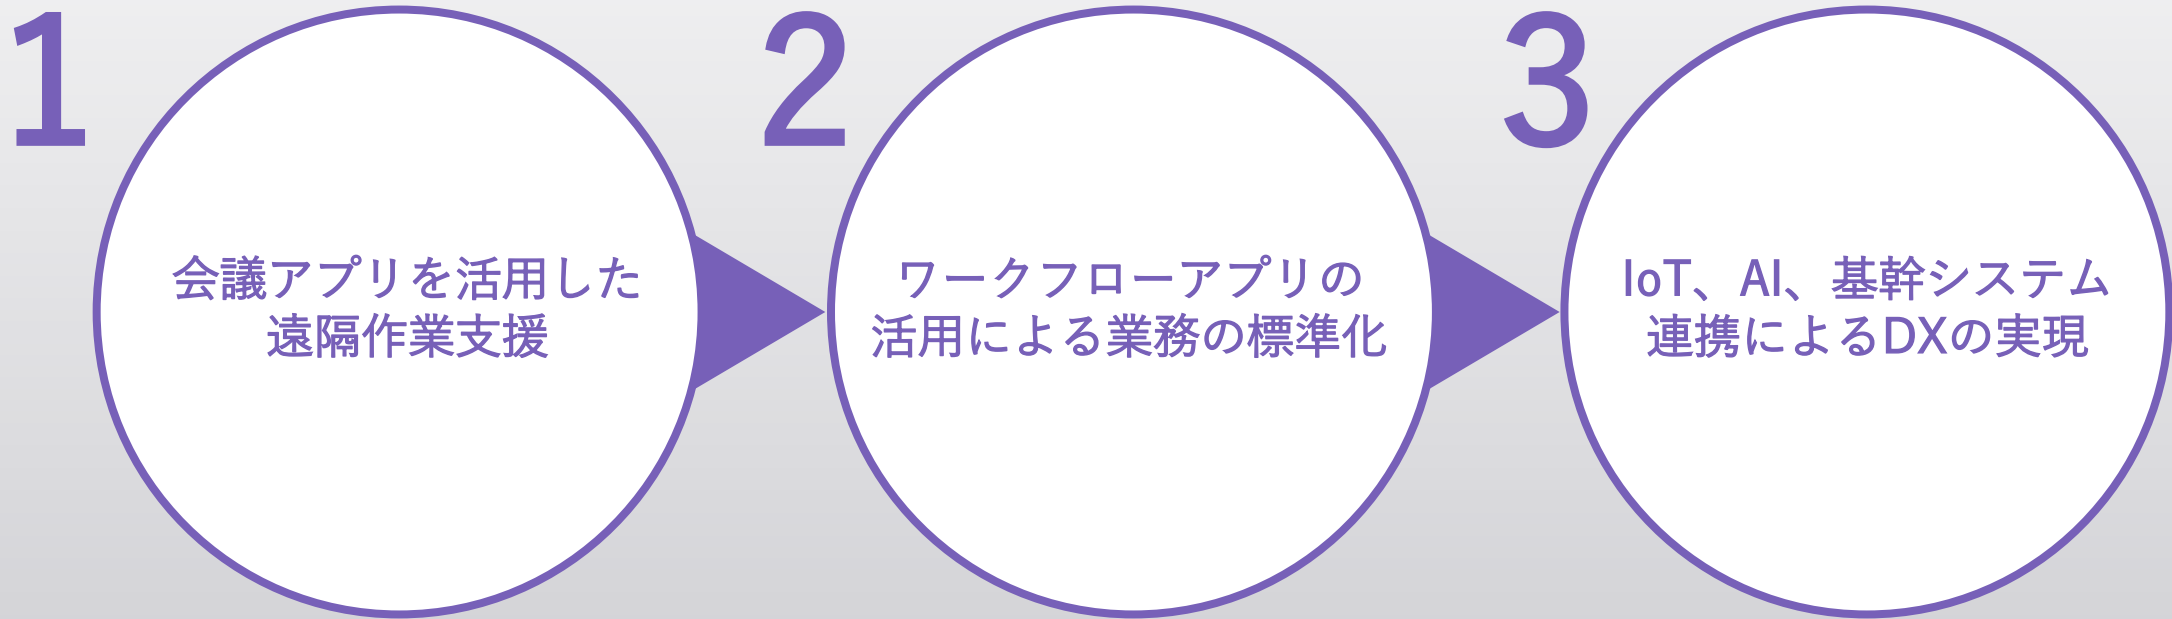 1
会議アプリを活用した
遠隔作業支援
2
ワークフローアプリの
活用による業務の標準化
3
IoT、AI、基幹システム
連携によるDXの実現